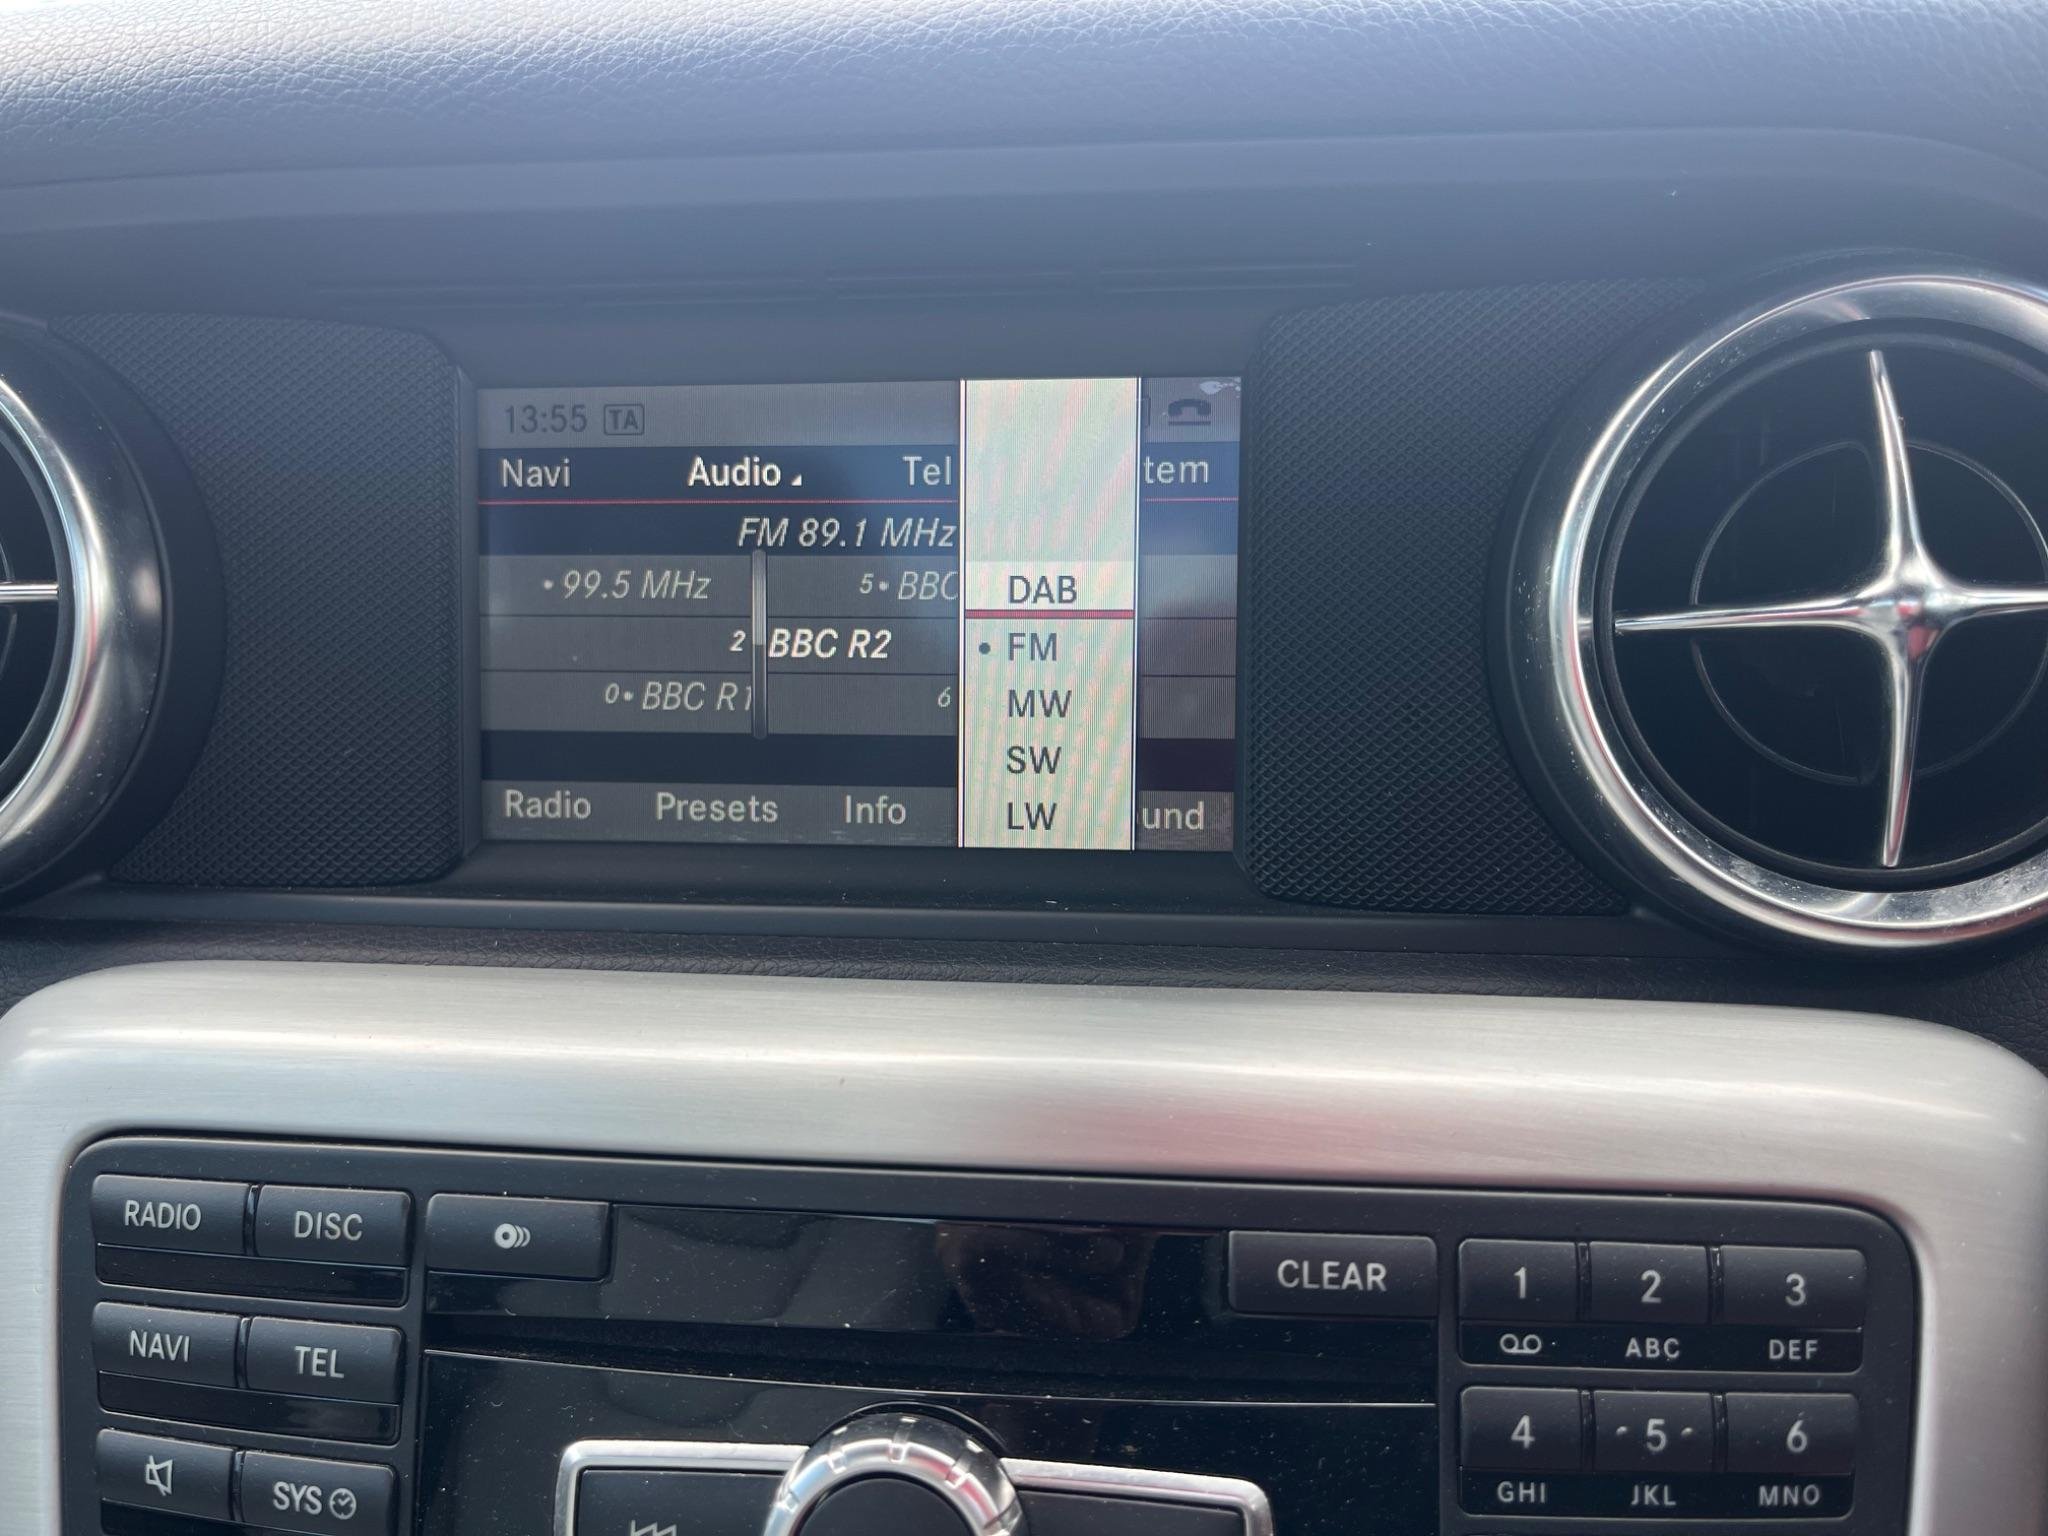 13:55 TA
Navi Audio Tel tem
FM 89.1 MHz
99.5 MHz 5 BBC DAB
2 BBC R2 FM
0 BBC R1 6 MW
SW
Radio Presets Info LW und
RADIO DISC CLEAR 1 2 3
ABC DEF
NAVI TEL
4 5 6
SYS GHI JKL MNO